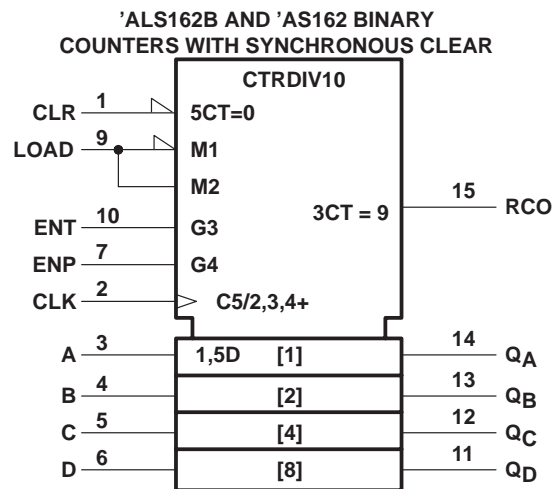 'ALS162B AND 'AS162 BINARY
COUNTERS WITH SYNCHRONOUS CLEAR
CTRDIV10
CLR 1 5CT=0
LOAD 9 M1
M2
3CT = 9 15 RCO
ENT 10 G3
ENP 7 G4
CLK 2 C5/2,3,4+
A 3 1,5D [1] 14 QA
B 4 [2] 13 QB
C 5 [4] 12 QC
D 6 [8] 11 QD